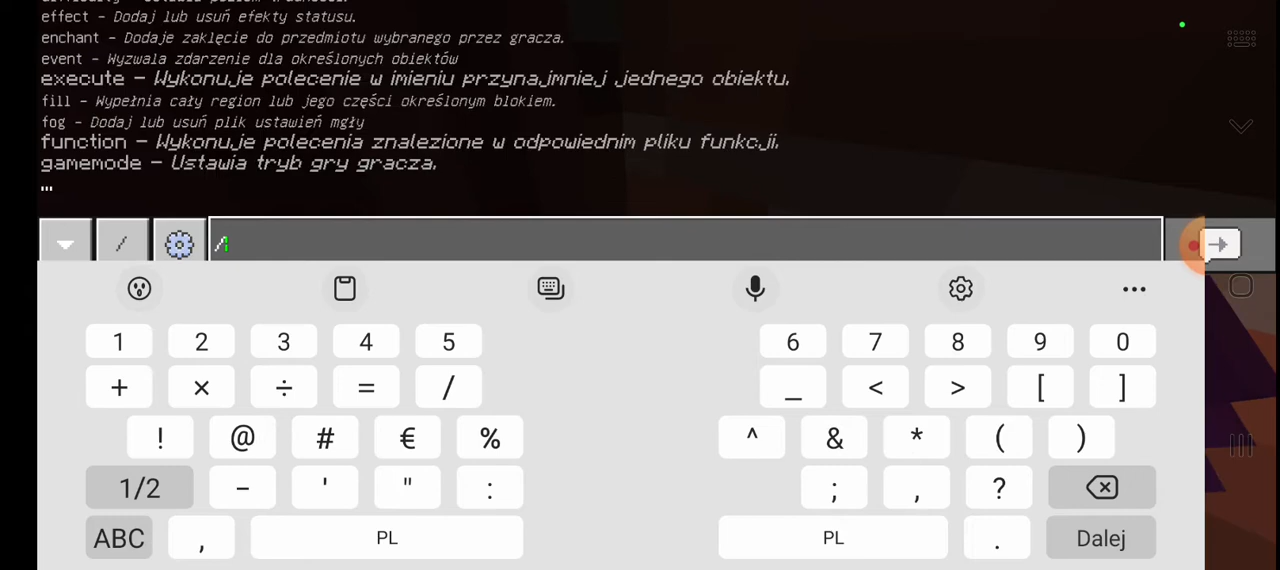 effect – Dodaj lub usuń efekty statusu.
enchant – Dodaje zaklęcie do przedmiotu wybranego przez gracza.
event – Wyzwala zdarzenie dla określonych obiektów
execute – Wykonuje polecenie w imieniu przynajmniej jednego obiektu.
fill – Wypełnia cały region lub jego części określonym blokiem.
fog – Dodaj lub usuń plik ustawień mgły
function – Wykonuje polecenia znalezione w odpowiednim pliku funkcji.
gamemode – Ustawia tryb gry gracza.
...
/ /
1 2 3 4 5 6 7 8 9 0
+ × ÷ = / _ < > [ ]
! @ # € % ^ & * ( )
1/2 - ' " : ; , ?
ABC , PL PL . Dalej